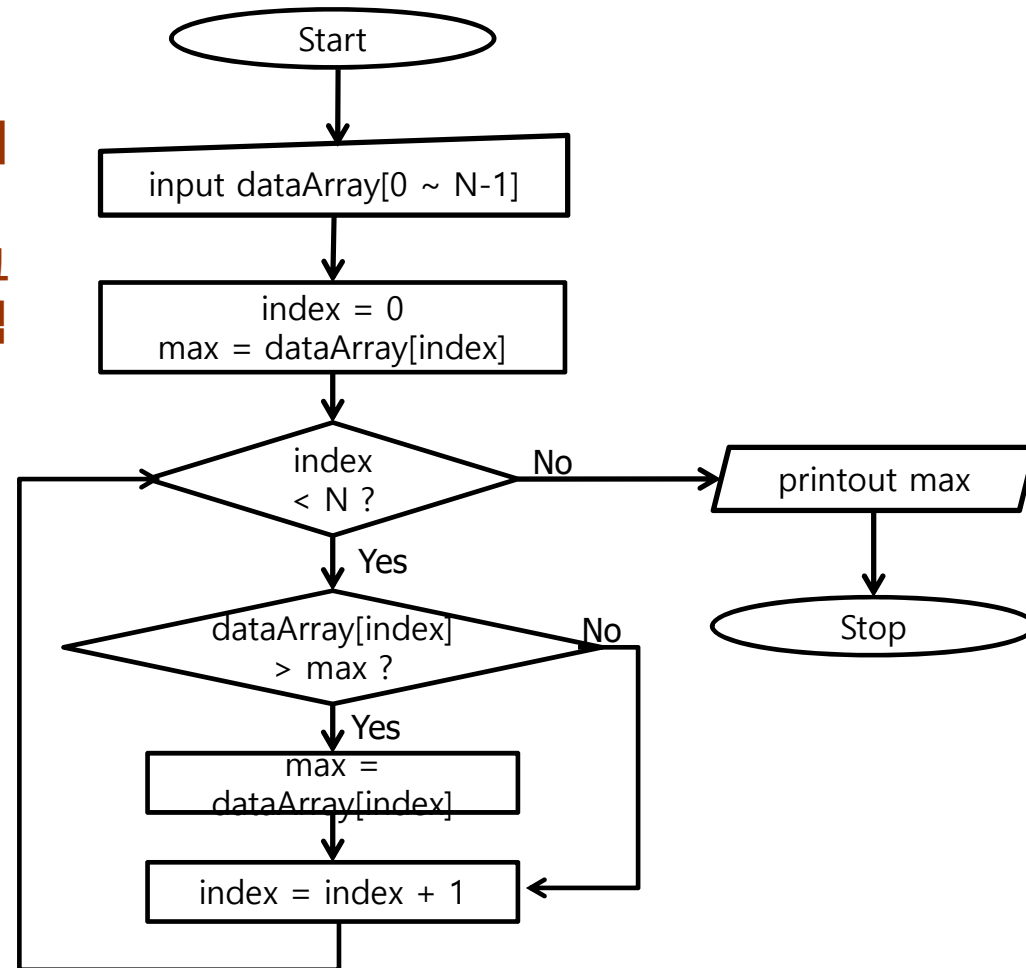 Start
input dataArray[0 ~ N-1]
index = 0
max = dataArray[index]
index
< N ?
No
printout max
Yes
dataArray[index]
> max ?
No
Stop
Yes
max =
dataArray[index]
index = index + 1